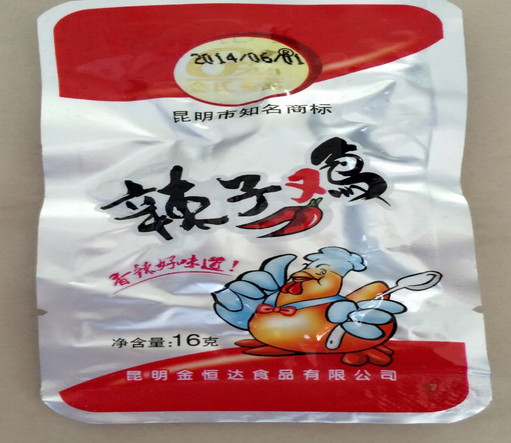 2014/06/01
昆明市知名商标
辣子鸡
香辣好味道!
净含量:16克
昆明金恒达食品有限公司